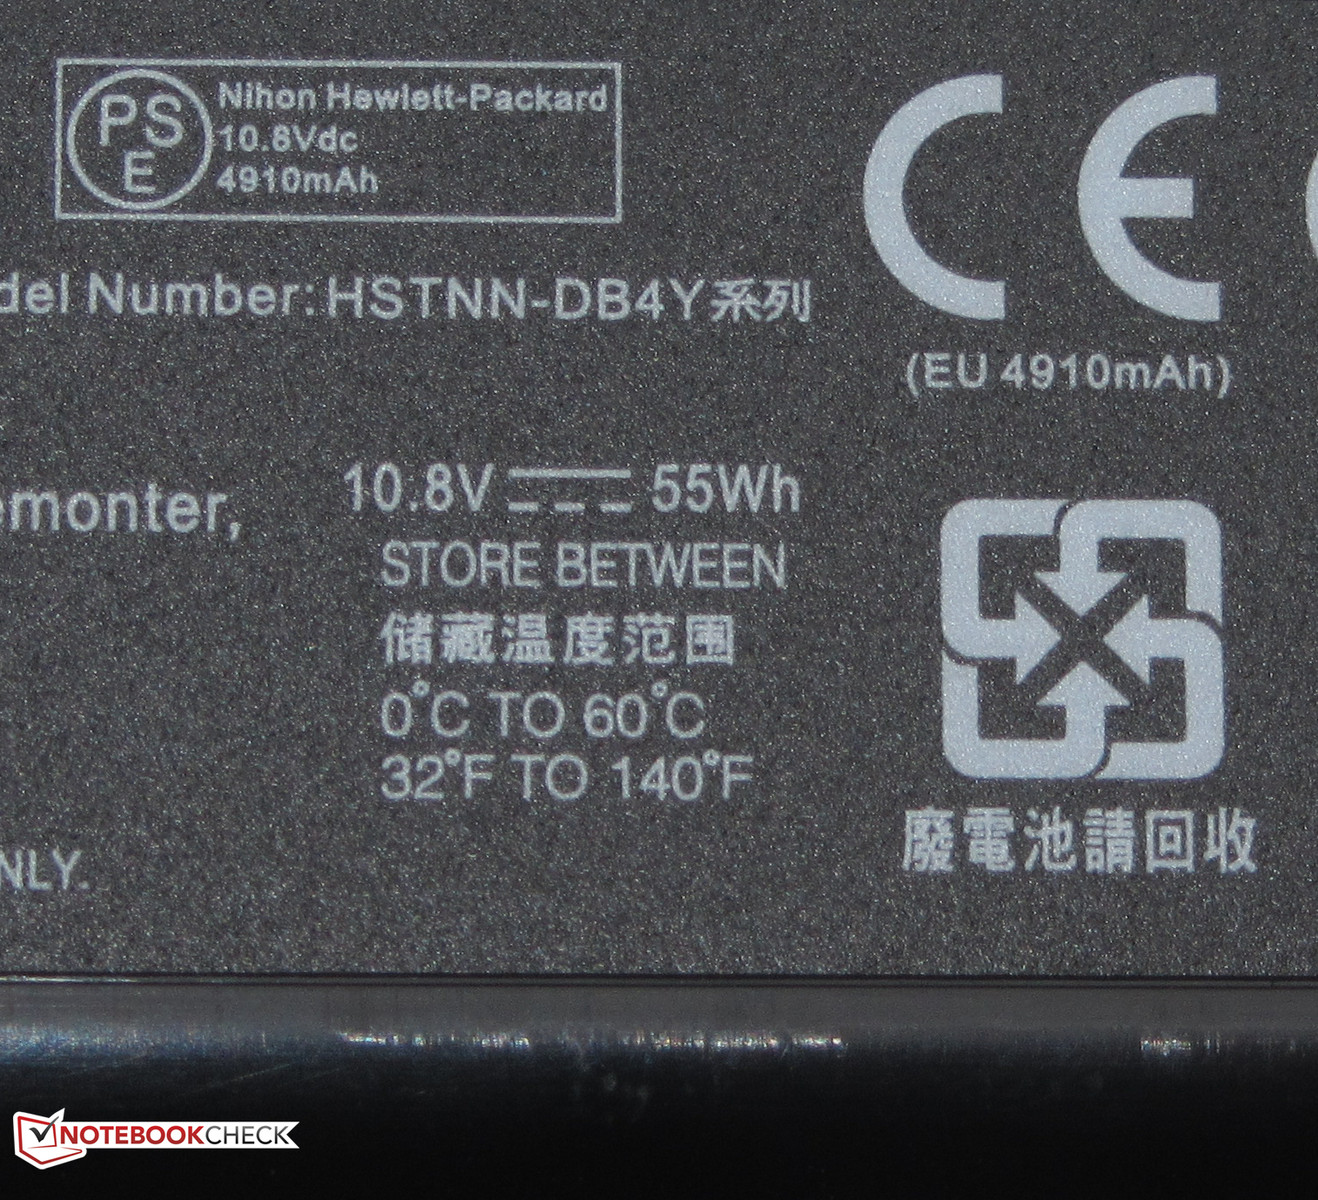 PS
E
Nihon Hewlett-Packard
10.8Vdc
4910mAh
CE
del Number: HSTNN-DB4Y系列
(EU 4910mAh)
emonter,
10.8V 55Wh
STORE BETWEEN
储藏温度范围
0°C TO 60°C
32°F TO 140°F
廢電池請回收
NLY.
NOTEBOOKCHECK